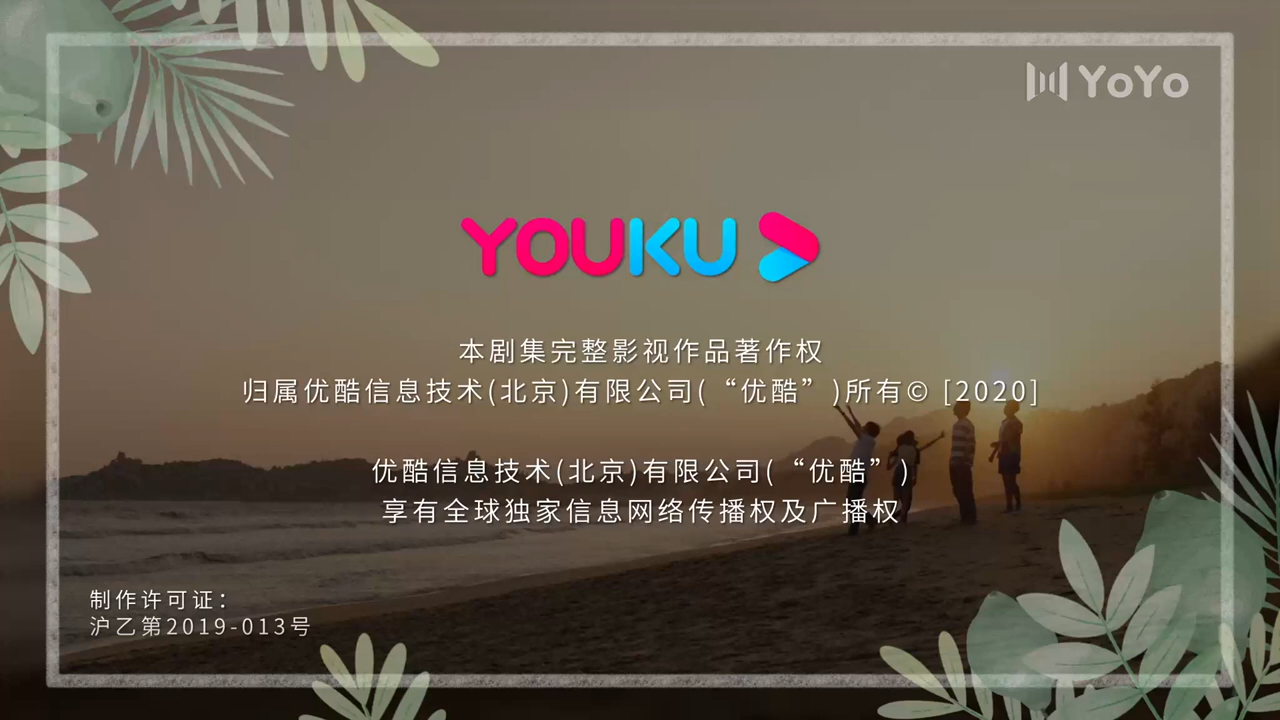 YoYo
YOUKU
本剧集完整影视作品著作权
归属优酷信息技术(北京)有限公司(“优酷”)所有© [2020]
优酷信息技术(北京)有限公司(“优酷”)
享有全球独家信息网络传播权及广播权
制作许可证：
沪乙第2019-013号